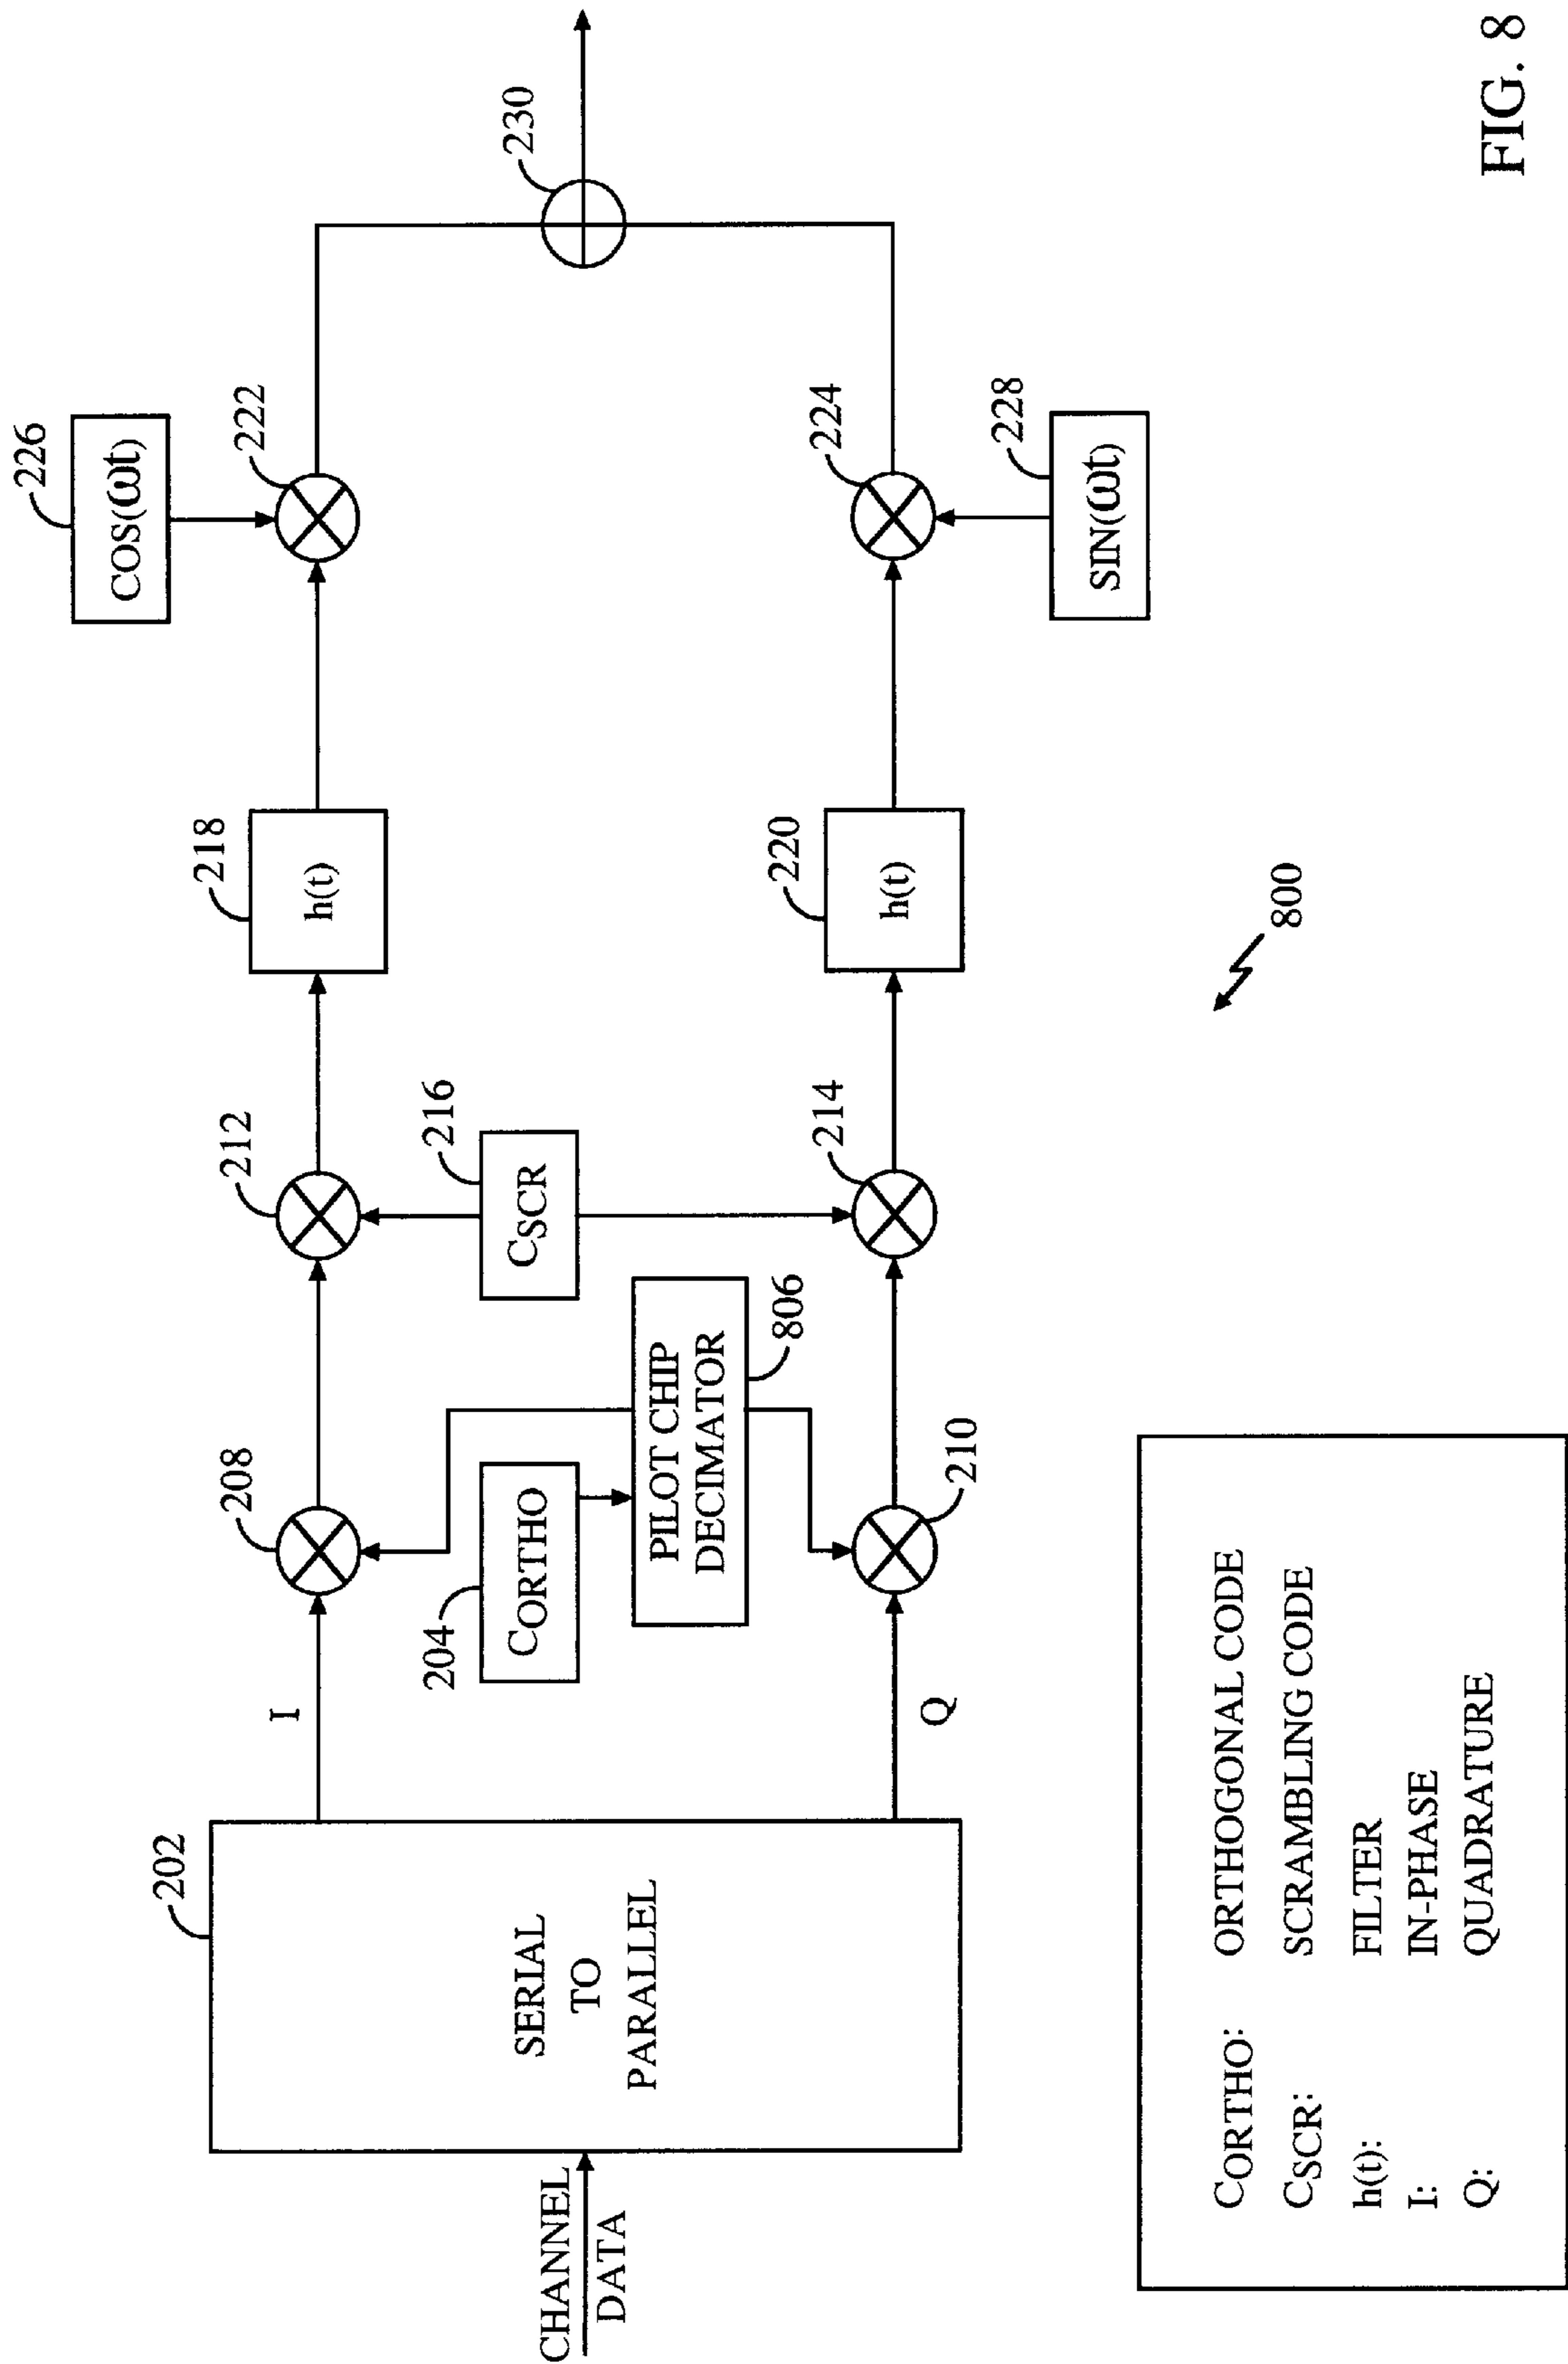 CHANNEL
DATA
202
SERIAL
TO
PARALLEL
I
Q
208
204
CORTHO
PILOT CHIP
DECIMATOR
806
210
212
216
CSCR
214
218
h(t)
220
h(t)
226
COS(ωt)
222
224
228
SIN(ωt)
230
800
CORTHO: ORTHOGONAL CODE
CSCR: SCRAMBLING CODE
h(t): FILTER
I: IN-PHASE
Q: QUADRATURE
FIG. 8